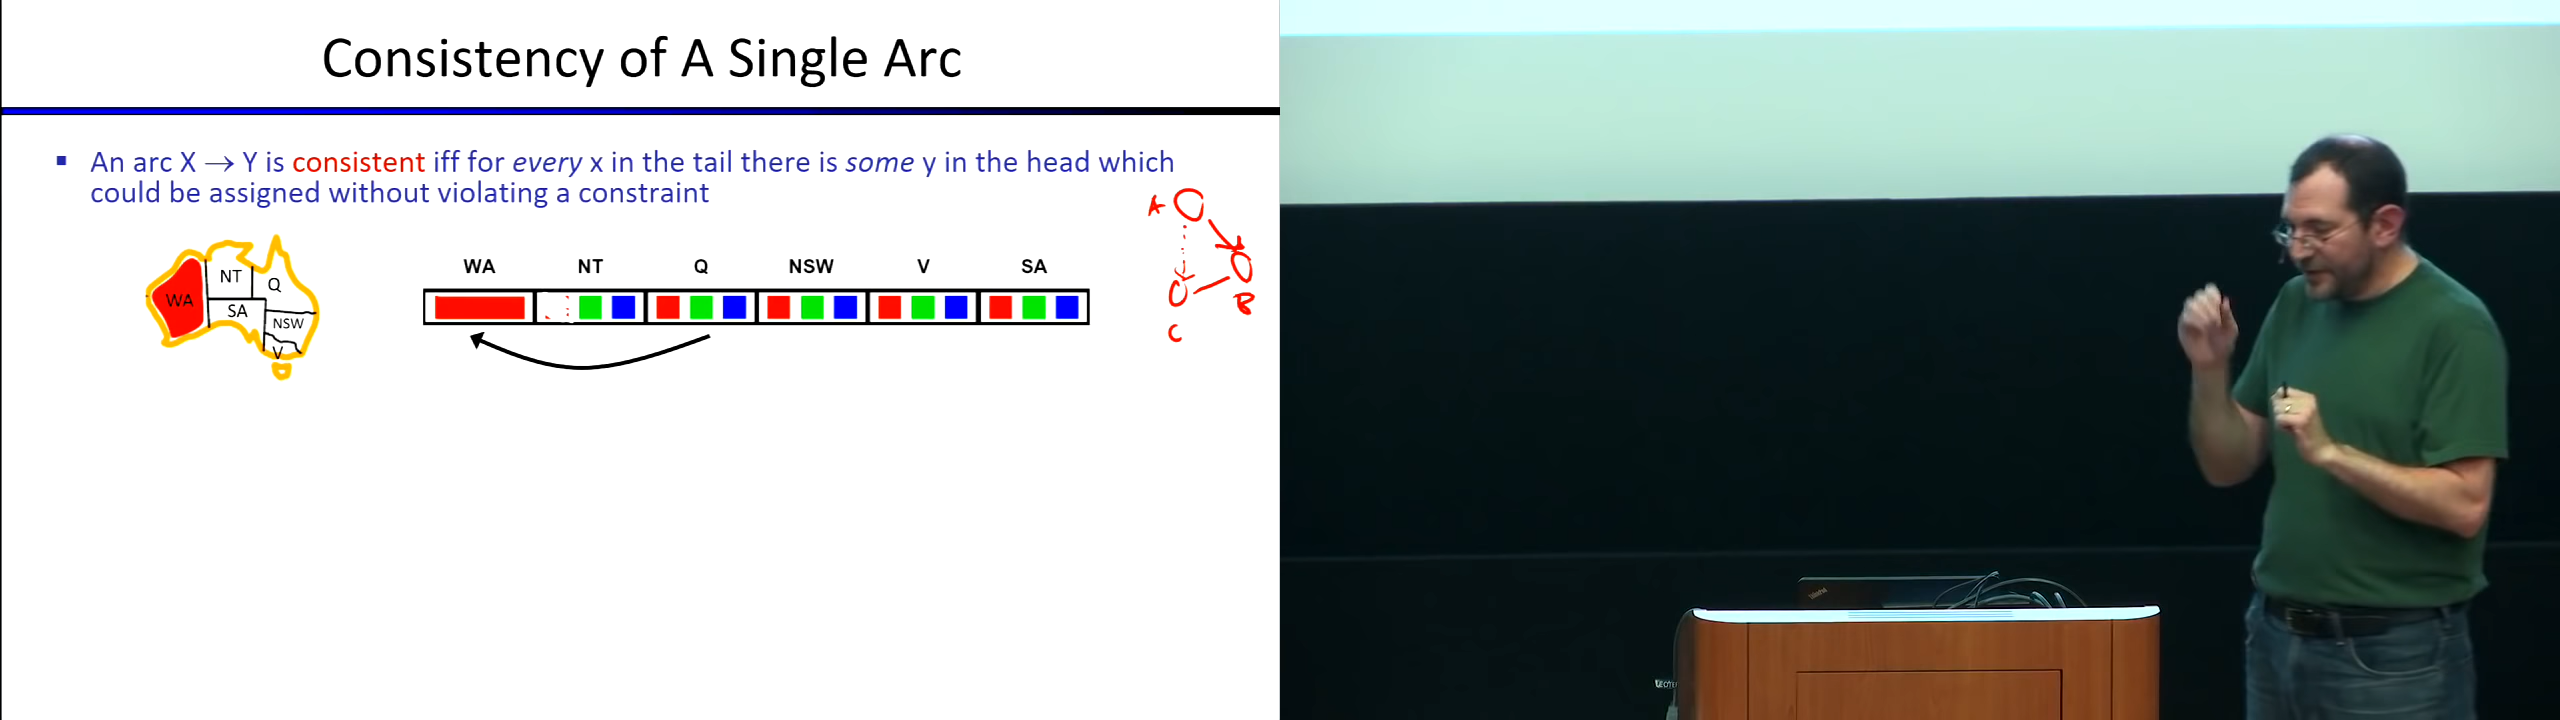 Consistency of A Single Arc
▪ An arc X → Y is consistent iff for every x in the tail there is some y in the head which
could be assigned without violating a constraint
A
B
C
WA
NT
Q
SA
NSW
V
WA NT Q NSW V SA